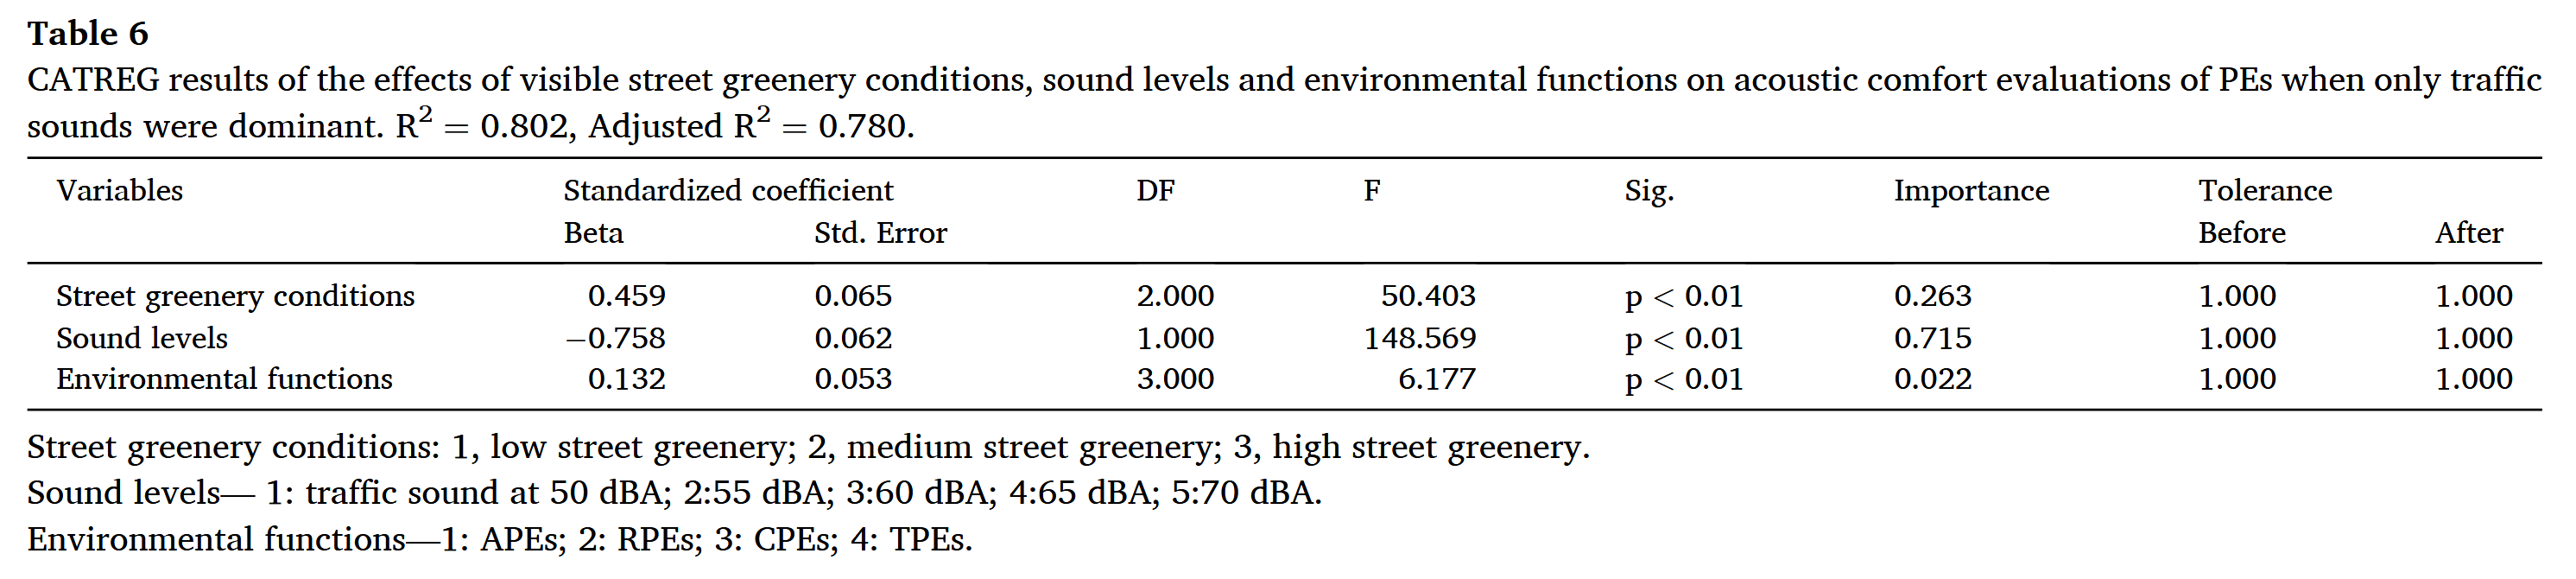 Table 6
CATREG results of the effects of visible street greenery conditions, sound levels and environmental functions on acoustic comfort evaluations of PEs when only traffic
sounds were dominant. R² = 0.802, Adjusted R² = 0.780.
Variables Standardized coefficient DF F Sig. Importance Tolerance
Beta Std. Error Before After
Street greenery conditions 0.459 0.065 2.000 50.403 p < 0.01 0.263 1.000 1.000
Sound levels −0.758 0.062 1.000 148.569 p < 0.01 0.715 1.000 1.000
Environmental functions 0.132 0.053 3.000 6.177 p < 0.01 0.022 1.000 1.000
Street greenery conditions: 1, low street greenery; 2, medium street greenery; 3, high street greenery.
Sound levels— 1: traffic sound at 50 dBA; 2:55 dBA; 3:60 dBA; 4:65 dBA; 5:70 dBA.
Environmental functions—1: APEs; 2: RPEs; 3: CPEs; 4: TPEs.